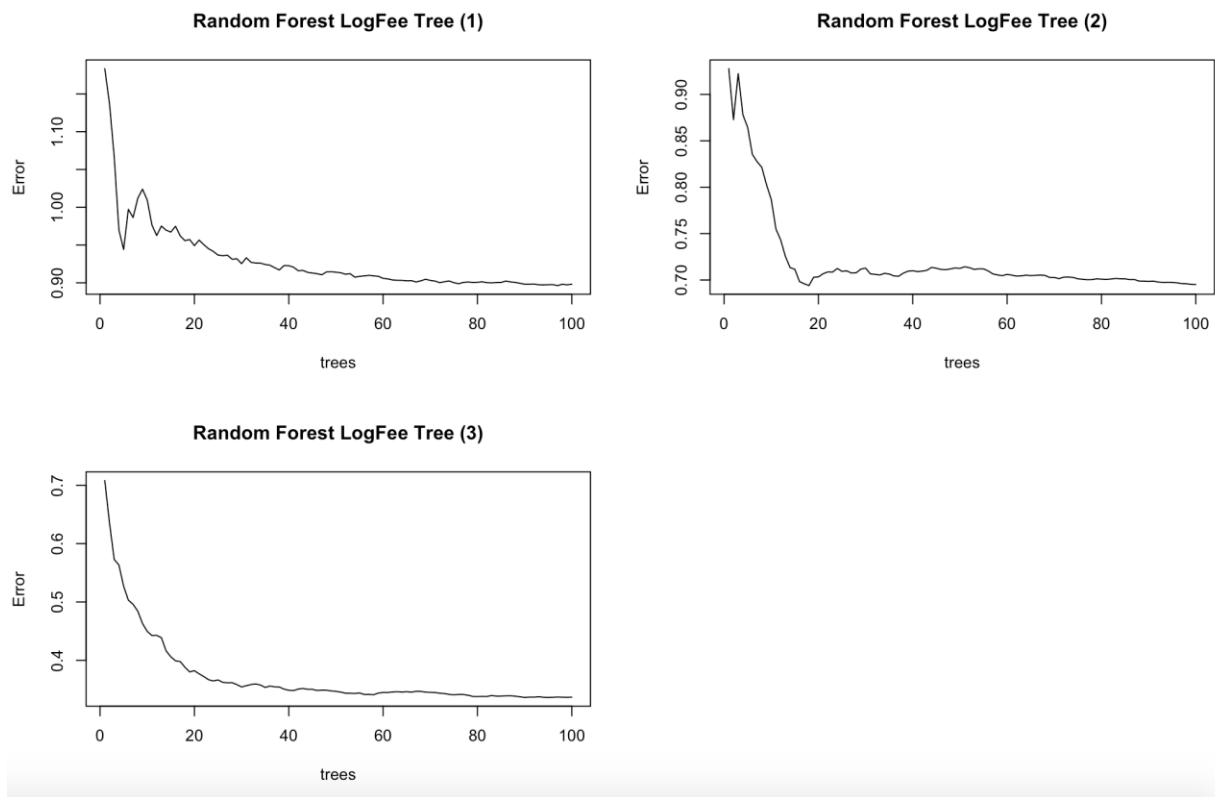 Random Forest LogFee Tree (1)
Error
1.10
1.00
0.90
0 20 40 60 80 100
trees
Random Forest LogFee Tree (2)
Error
0.90
0.85
0.80
0.75
0.70
0 20 40 60 80 100
trees
Random Forest LogFee Tree (3)
Error
0.7
0.6
0.5
0.4
0 20 40 60 80 100
trees